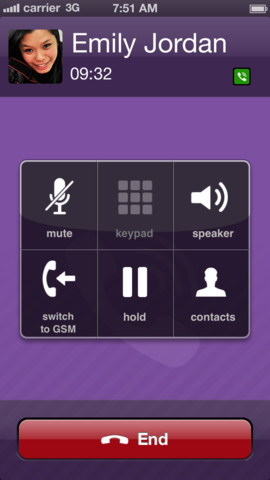 carrier 3G 7:51 AM
Emily Jordan
09:32
mute keypad speaker
switch
to GSM
hold contacts
End